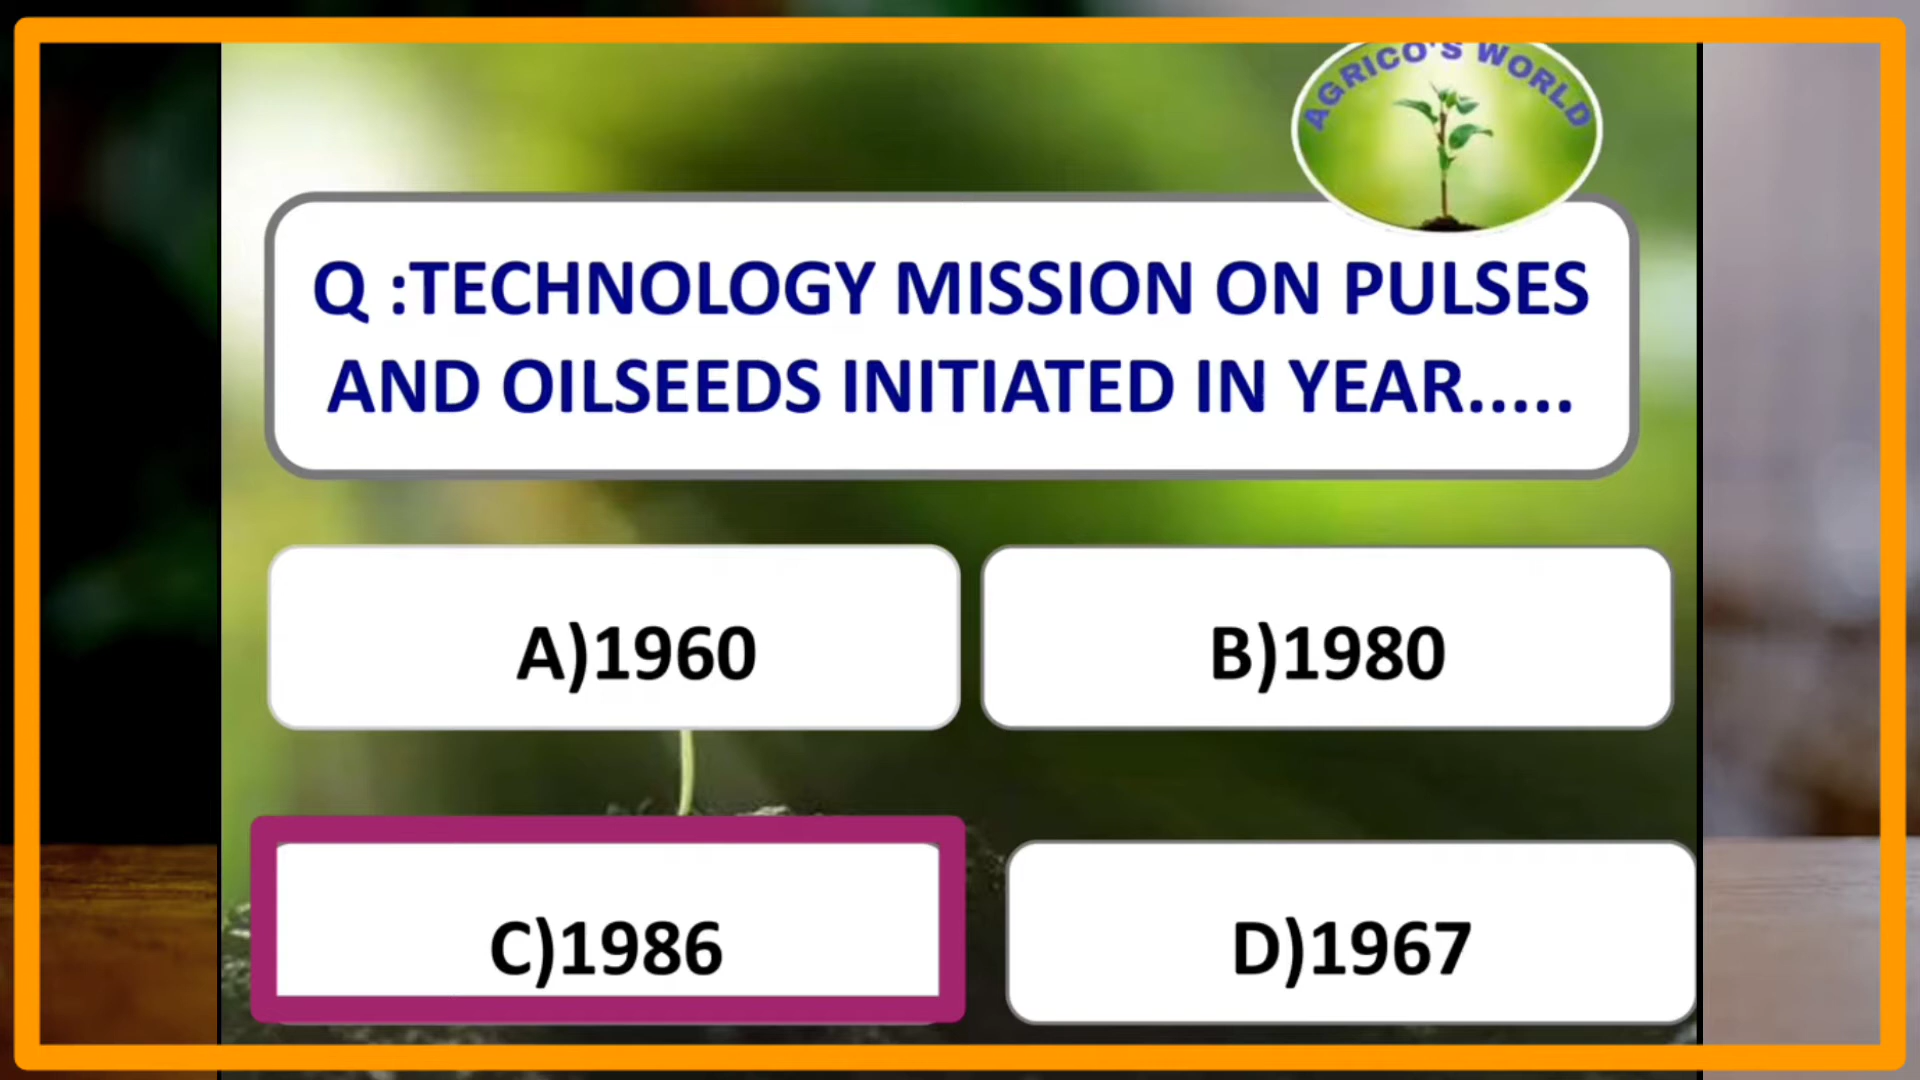 AGRICO'S WORLD
Q :TECHNOLOGY MISSION ON PULSES
AND OILSEEDS INITIATED IN YEAR.....
A)1960
B)1980
C)1986
D)1967